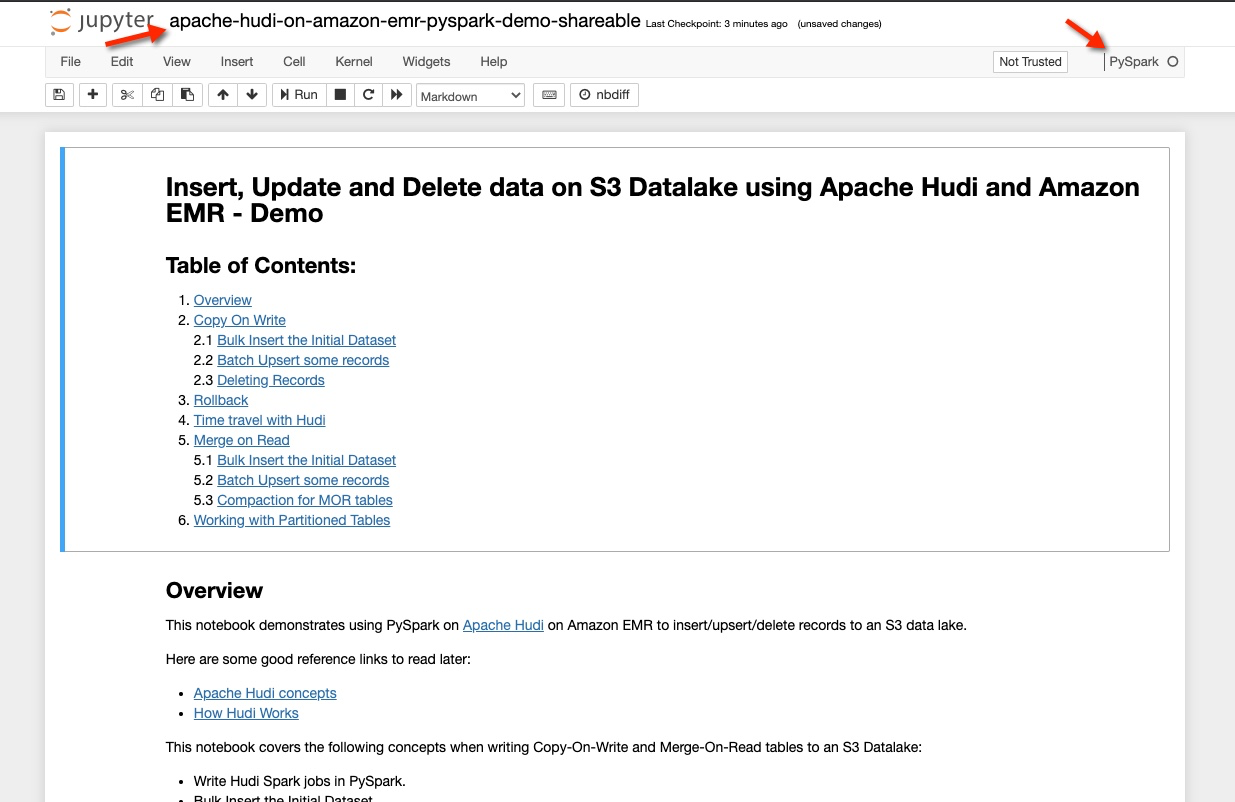 jupyter apache-hudi-on-amazon-emr-pyspark-demo-shareable Last Checkpoint: 3 minutes ago (unsaved changes)
File Edit View Insert Cell Kernel Widgets Help Not Trusted PySpark
Run Markdown nbdiff
Insert, Update and Delete data on S3 Datalake using Apache Hudi and Amazon
EMR - Demo
Table of Contents:
1. Overview
2. Copy On Write
2.1 Bulk Insert the Initial Dataset
2.2 Batch Upsert some records
2.3 Deleting Records
3. Rollback
4. Time travel with Hudi
5. Merge on Read
5.1 Bulk Insert the Initial Dataset
5.2 Batch Upsert some records
5.3 Compaction for MOR tables
6. Working with Partitioned Tables
Overview
This notebook demonstrates using PySpark on Apache Hudi on Amazon EMR to insert/upsert/delete records to an S3 data lake.
Here are some good reference links to read later:
• Apache Hudi concepts
• How Hudi Works
This notebook covers the following concepts when writing Copy-On-Write and Merge-On-Read tables to an S3 Datalake:
• Write Hudi Spark jobs in PySpark.
• Bulk Insert the Initial Dataset.